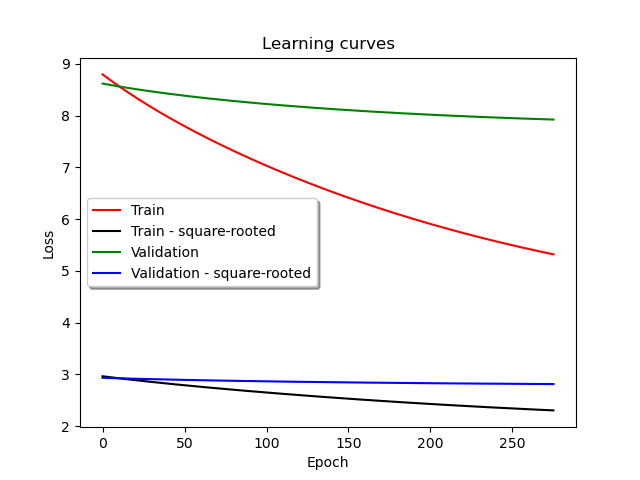 Learning curves
9
8
7
6
5
4
3
2
Loss
Train
Train - square-rooted
Validation
Validation - square-rooted
0 50 100 150 200 250
Epoch